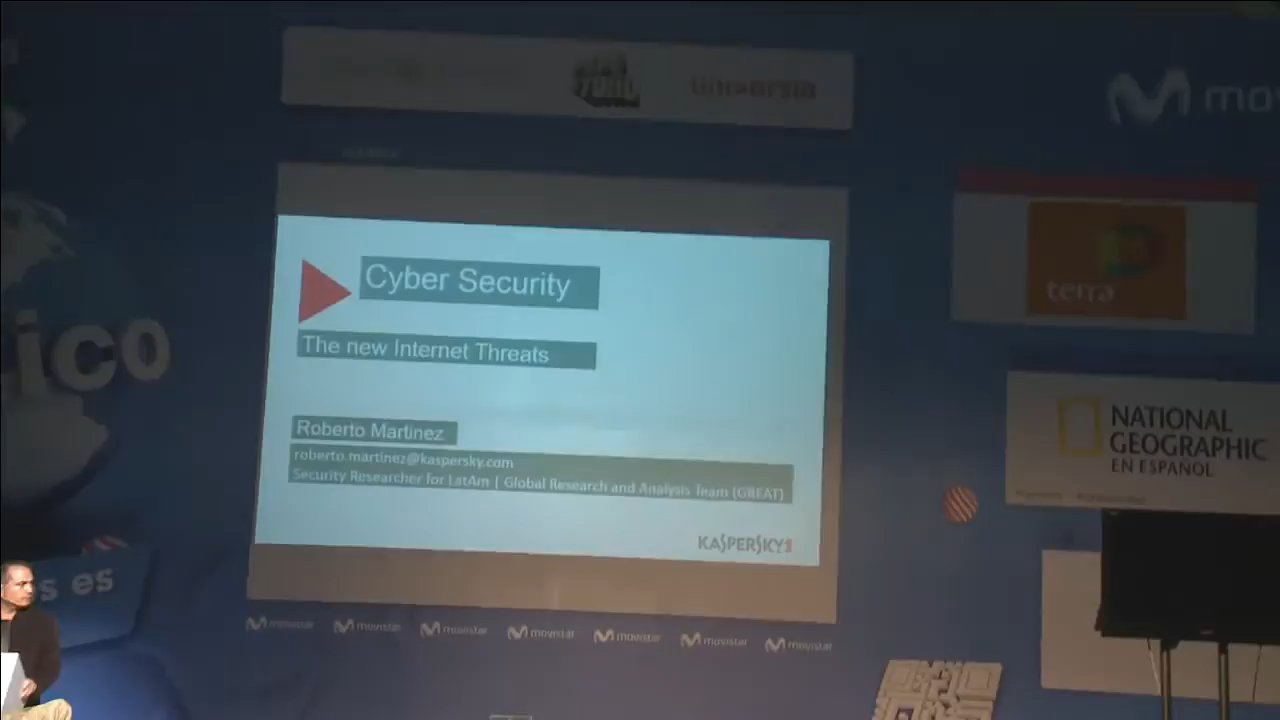 universia
mo
Cyber Security
The new Internet Threats
Roberto Martinez
roberto.martinez@kaspersky.com
Security Researcher for LatAm | Global Research and Analysis Team (GREAT)
KASPERSKY
terra
NATIONAL
GEOGRAPHIC
EN ESPAÑOL
ico
s es
movistar movistar movistar movistar movistar movistar movistar